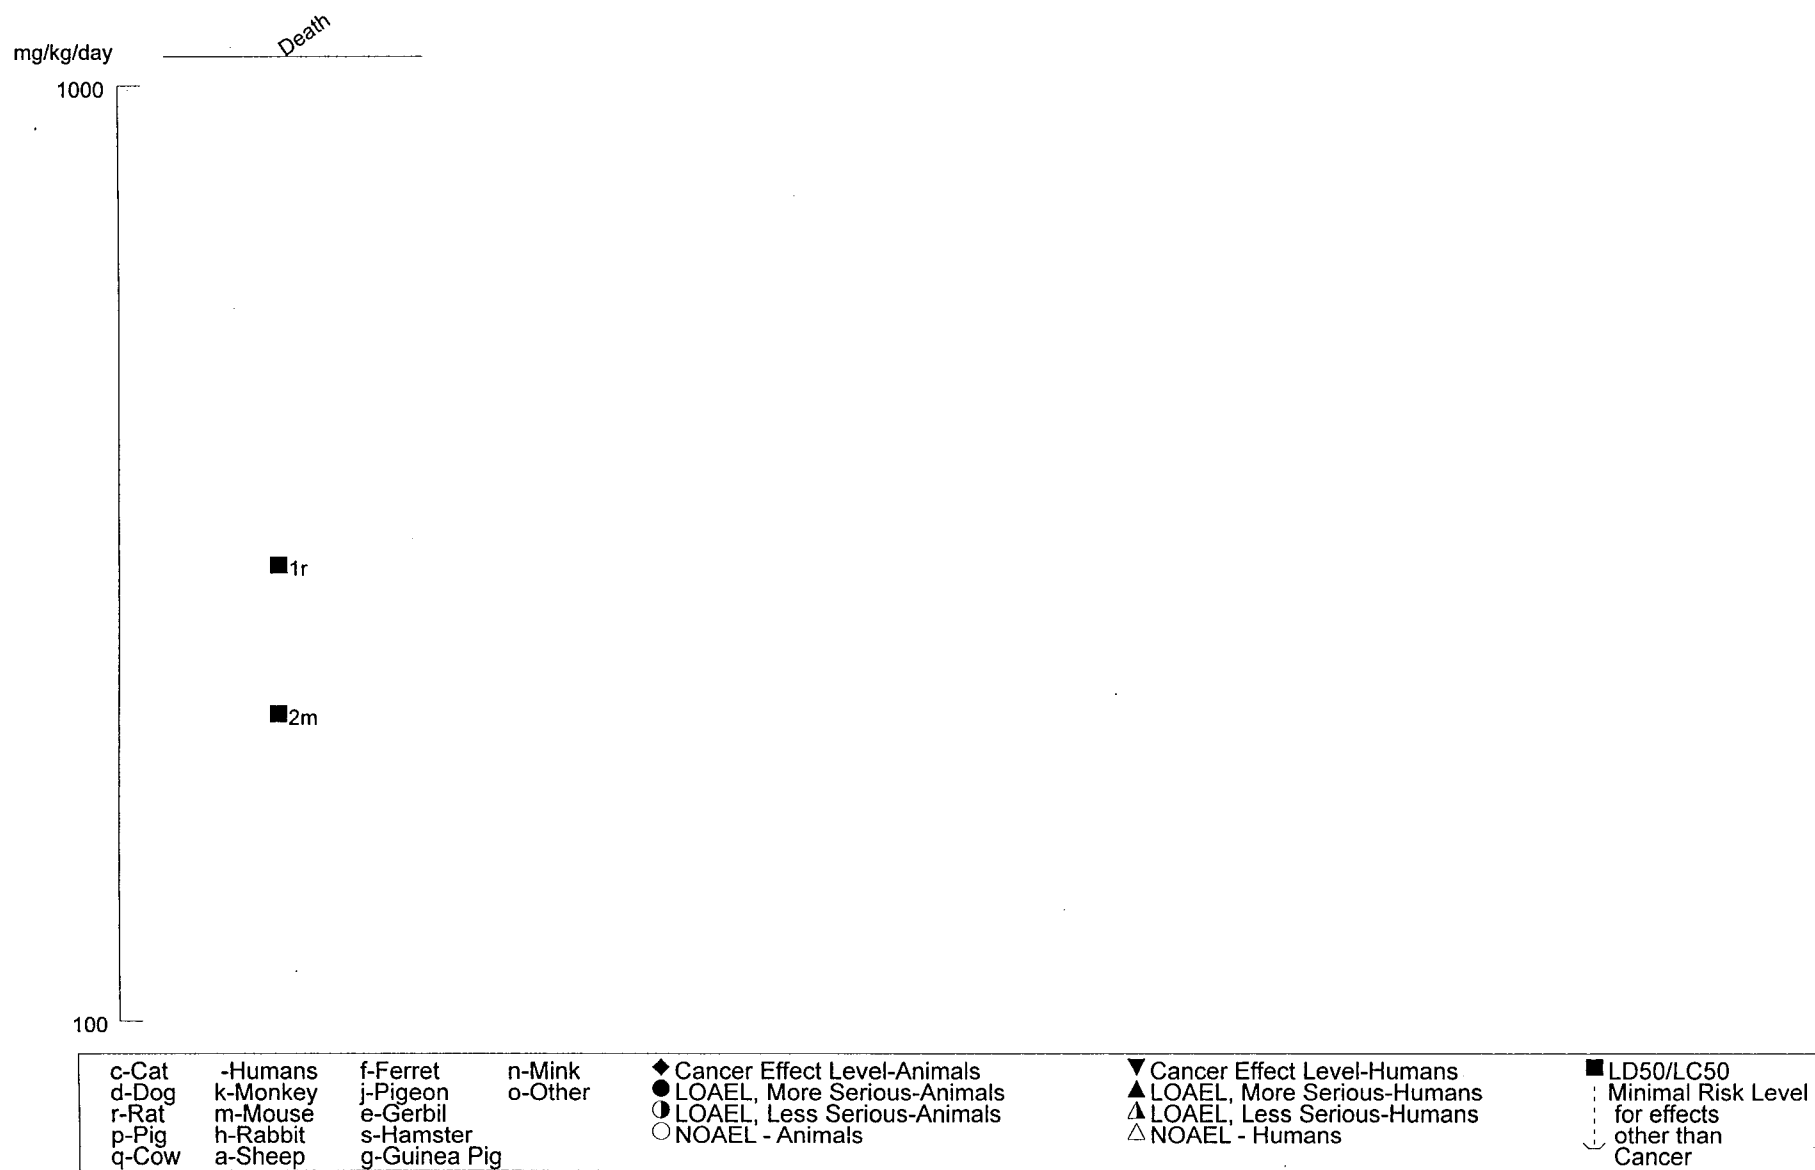 Death
mg/kg/day
1000
1r
2m
100
c-Cat -Humans f-Ferret n-Mink
d-Dog k-Monkey j-Pigeon o-Other
r-Rat m-Mouse e-Gerbil
p-Pig h-Rabbit s-Hamster
q-Cow a-Sheep g-Guinea Pig
Cancer Effect Level-Animals
LOAEL, More Serious-Animals
LOAEL, Less Serious-Animals
NOAEL - Animals
Cancer Effect Level-Humans
LOAEL, More Serious-Humans
LOAEL, Less Serious-Humans
NOAEL - Humans
LD50/LC50
Minimal Risk Level
for effects
other than
Cancer